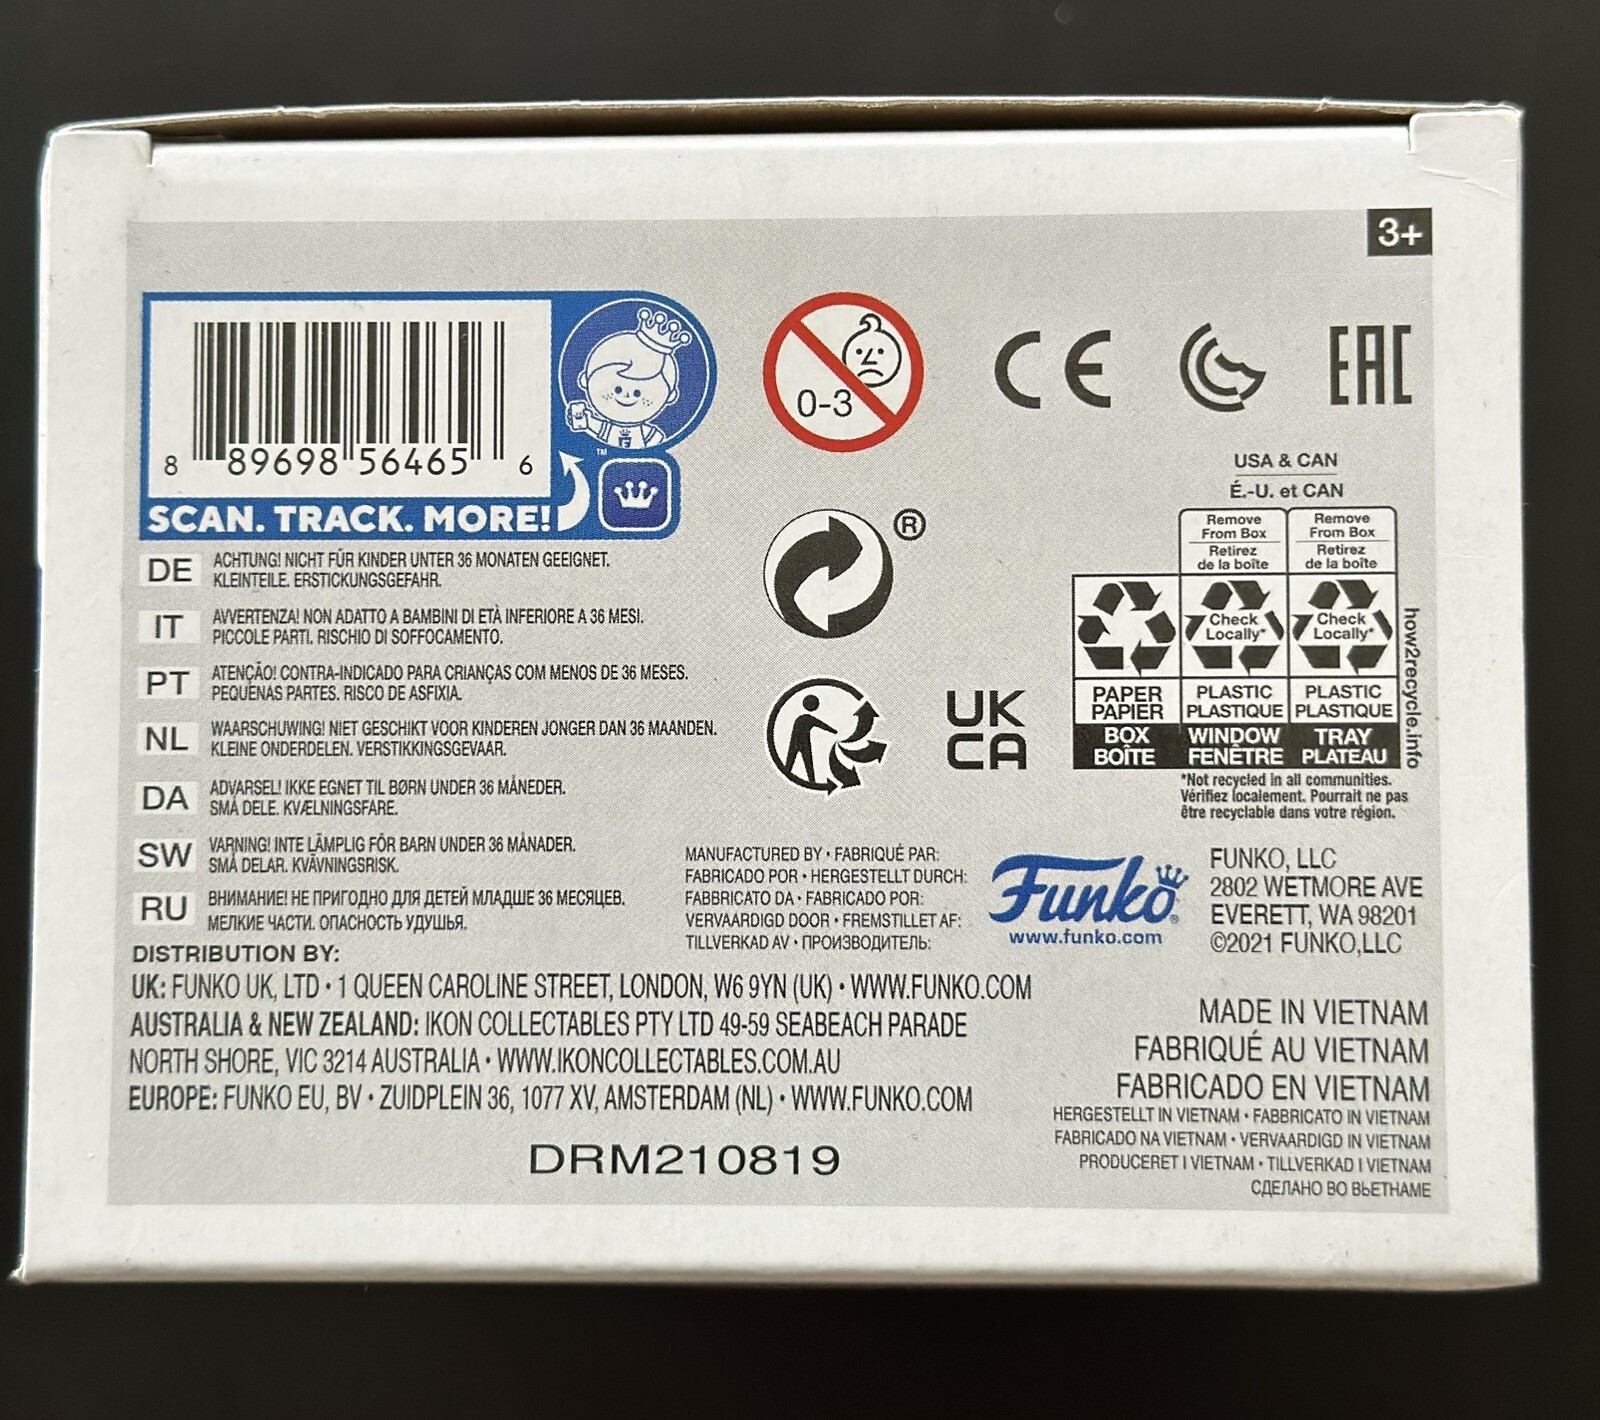 3+
8 89698 56465 6
™
SCAN. TRACK. MORE!
0-3
CE
EAC
USA & CAN
É.-U. et CAN
®
Remove
From Box
Retirez
de la boîte
Remove
From Box
Retirez
de la boîte
Check
Locally*
Check
Locally*
PAPER
PAPIER
PLASTIC
PLASTIQUE
PLASTIC
PLASTIQUE
BOX
BOÎTE
WINDOW
FENÊTRE
TRAY
PLATEAU
how2recycle.info
*Not recycled in all communities.
Vérifiez localement. Pourrait ne pas
être recyclable dans votre région.
UK
CA
DE ACHTUNG! NICHT FÜR KINDER UNTER 36 MONATEN GEEIGNET.
KLEINTEILE. ERSTICKUNGSGEFAHR.
IT AVVERTENZA! NON ADATTO A BAMBINI DI ETÀ INFERIORE A 36 MESI.
PICCOLE PARTI. RISCHIO DI SOFFOCAMENTO.
PT ATENÇÃO! CONTRA-INDICADO PARA CRIANÇAS COM MENOS DE 36 MESES.
PEQUENAS PARTES. RISCO DE ASFIXIA.
NL WAARSCHUWING! NIET GESCHIKT VOOR KINDEREN JONGER DAN 36 MAANDEN.
KLEINE ONDERDELEN. VERSTIKKINGSGEVAAR.
DA ADVARSEL! IKKE EGNET TIL BØRN UNDER 36 MÅNEDER.
SMÅ DELE. KVÆLNINGSFARE.
SW VARNING! INTE LÄMPLIG FÖR BARN UNDER 36 MÅNADER.
SMÅ DELAR. KVÄVNINGSRISK.
RU ВНИМАНИЕ! НЕ ПРИГОДНО ДЛЯ ДЕТЕЙ МЛАДШЕ 36 МЕСЯЦЕВ.
МЕЛКИЕ ЧАСТИ. ОПАСНОСТЬ УДУШЬЯ.
MANUFACTURED BY • FABRIQUÉ PAR:
FABRICADO POR • HERGESTELLT DURCH:
FABBRICATO DA • FABRICADO POR:
VERVAARDIGD DOOR • FREMSTILLET AF:
TILLVERKAD AV • ПРОИЗВОДИТЕЛЬ:
Funko®
www.funko.com
FUNKO, LLC
2802 WETMORE AVE
EVERETT, WA 98201
©2021 FUNKO,LLC
DISTRIBUTION BY:
UK: FUNKO UK, LTD • 1 QUEEN CAROLINE STREET, LONDON, W6 9YN (UK) • WWW.FUNKO.COM
AUSTRALIA & NEW ZEALAND: IKON COLLECTABLES PTY LTD 49-59 SEABEACH PARADE
NORTH SHORE, VIC 3214 AUSTRALIA • WWW.IKONCOLLECTABLES.COM.AU
EUROPE: FUNKO EU, BV • ZUIDPLEIN 36, 1077 XV, AMSTERDAM (NL) • WWW.FUNKO.COM
MADE IN VIETNAM
FABRIQUÉ AU VIETNAM
FABRICADO EN VIETNAM
HERGESTELLT IN VIETNAM • FABBRICATO IN VIETNAM
FABRICADO NA VIETNAM • VERVAARDIGD IN VIETNAM
PRODUCERET I VIETNAM • TILLVERKAD I VIETNAM
СДЕЛАНО ВО ВЬЕТНАМЕ
DRM210819